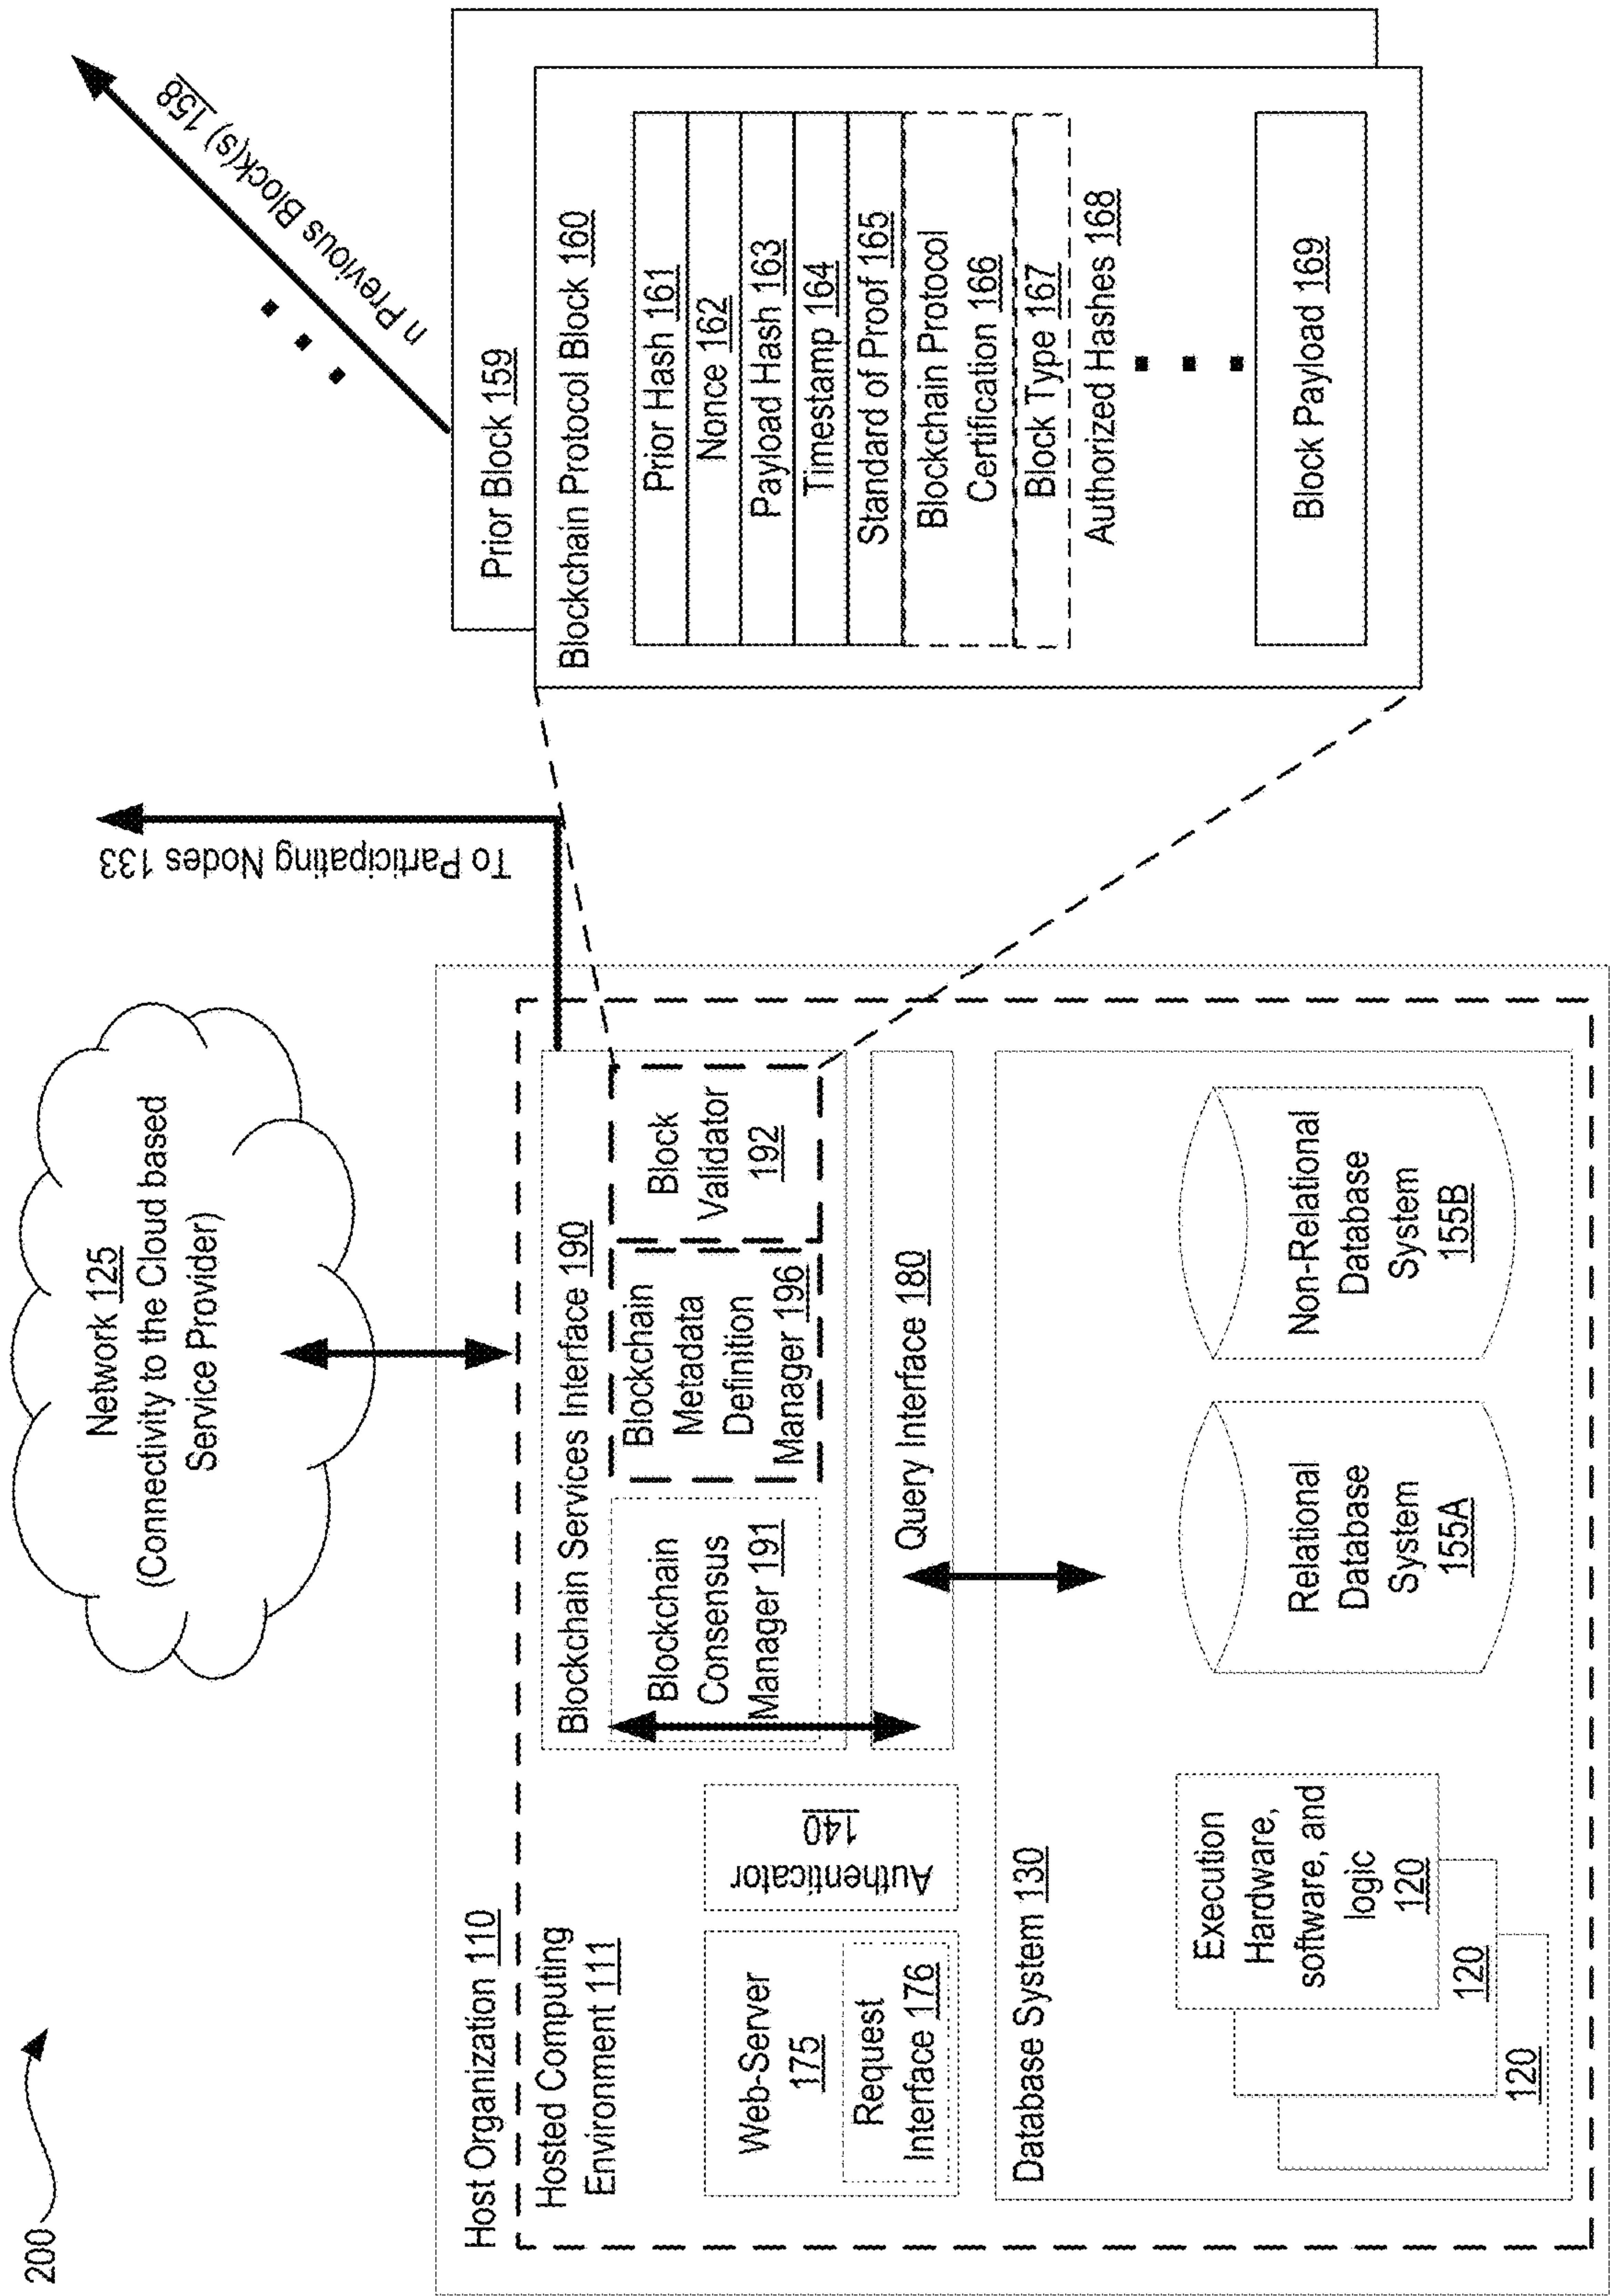 200
Network 125
(Connectivity to the Cloud based
Service Provider)
Host Organization 110
Hosted Computing
Environment 111
Web-Server
175
Request
Interface 176
Authenticator
140
Blockchain Services Interface 190
Blockchain
Consensus
Manager 191
Blockchain
Metadata
Definition
Manager 196
Block
Validator
192
Query Interface 180
Database System 130
Execution
Hardware,
software, and
logic
120
120
120
Relational
Database
System
155A
Non-Relational
Database
System
155B
To Participating Nodes 133
n Previous Block(s) 158
Prior Block 159
Blockchain Protocol Block 160
Prior Hash 161
Nonce 162
Payload Hash 163
Timestamp 164
Standard of Proof 165
Blockchain Protocol
Certification 166
Block Type 167
Authorized Hashes 168
Block Payload 169